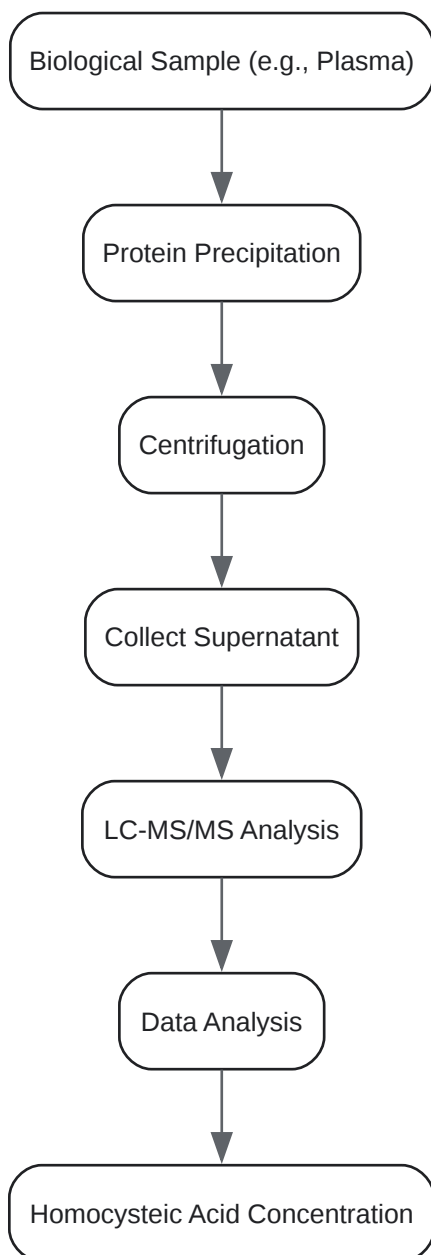 Biological Sample (e.g., Plasma)
Protein Precipitation
Centrifugation
Collect Supernatant
LC-MS/MS Analysis
Data Analysis
Homocysteic Acid Concentration